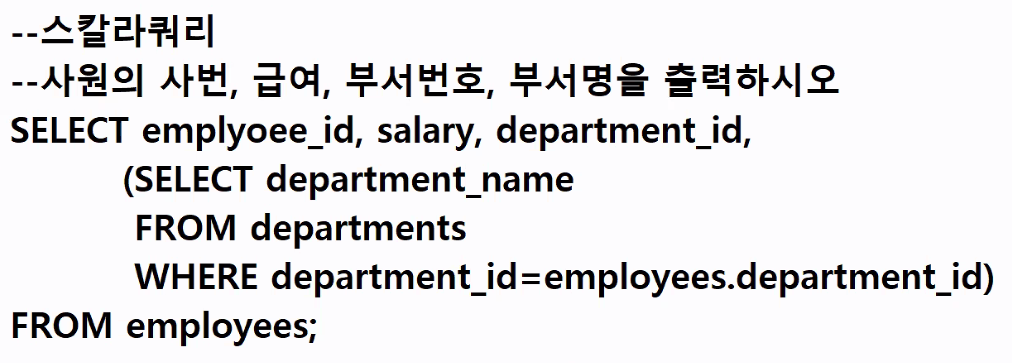 --스칼라쿼리
--사원의 사번, 급여, 부서번호, 부서명을 출력하시오
SELECT emplyoee_id, salary, department_id,
(SELECT department_name
FROM departments
WHERE department_id=employees.department_id)
FROM employees;